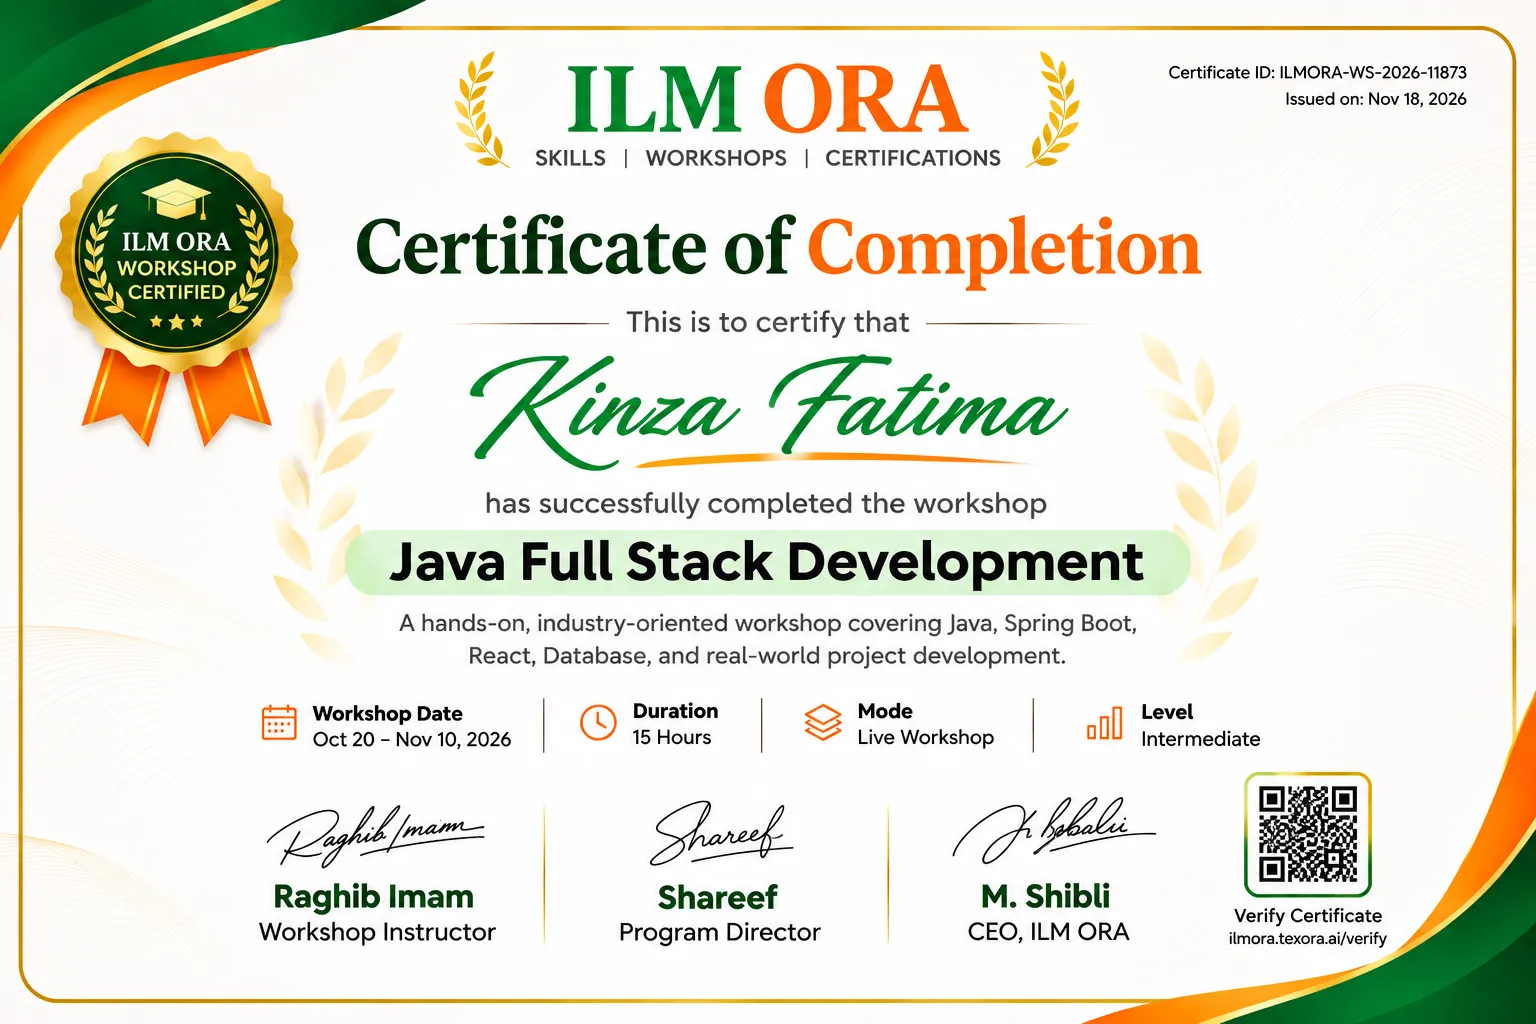 ILM ORA
SKILLS | WORKSHOPS | CERTIFICATIONS
Certificate ID: ILMORA-WS-2026-11873
Issued on: Nov 18, 2026
ILM ORA
WORKSHOP
CERTIFIED
Certificate of Completion
This is to certify that
Kinza Fatima
has successfully completed the workshop
Java Full Stack Development
A hands-on, industry-oriented workshop covering Java, Spring Boot,
React, Database, and real-world project development.
Workshop Date
Oct 20 – Nov 10, 2026
Duration
15 Hours
Mode
Live Workshop
Level
Intermediate
Raghib Imam
Raghib Imam
Workshop Instructor
Shareef
Shareef
Program Director
M. Shibli
CEO, ILM ORA
Verify Certificate
ilmora.texora.ai/verify